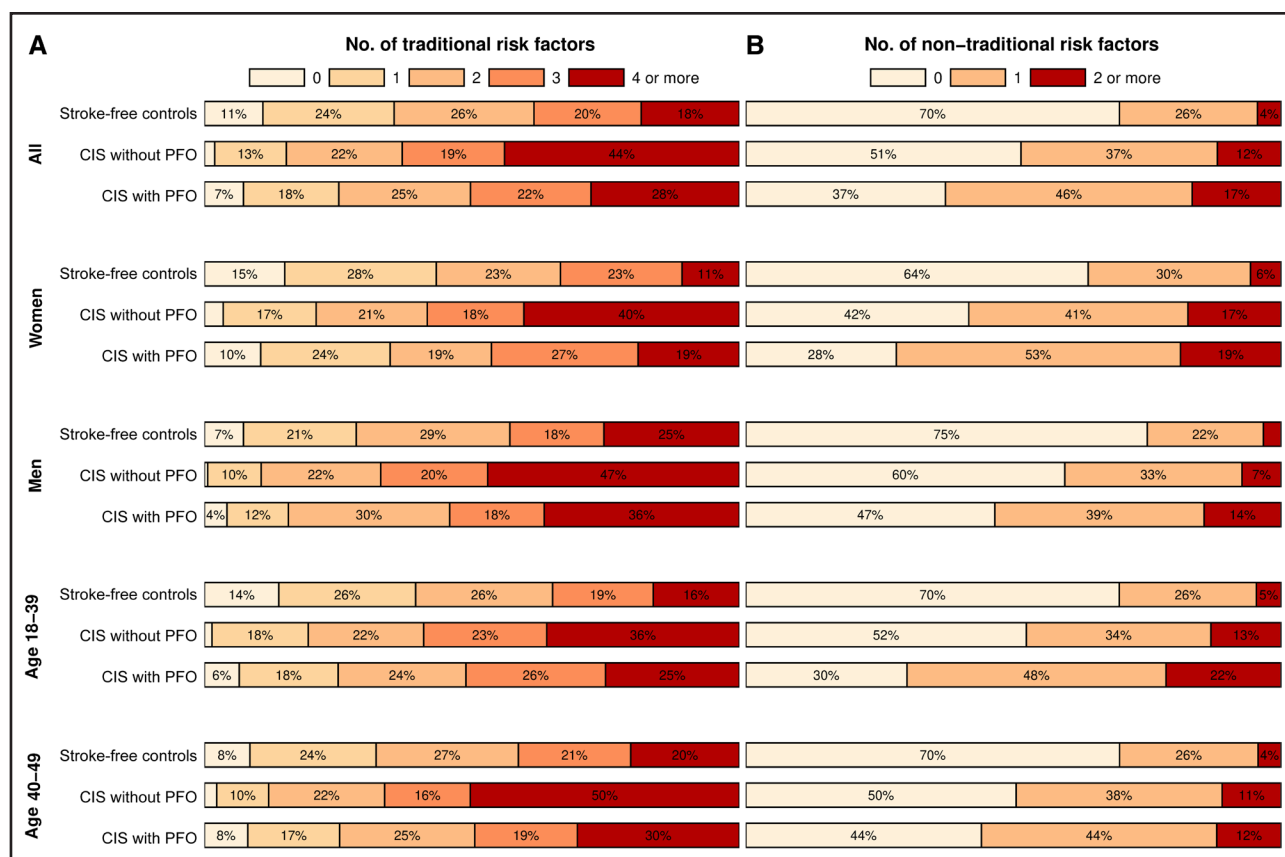 A
No. of traditional risk factors
0 1 2 3 4 or more
B
No. of non−traditional risk factors
0 1 2 or more
All
Stroke-free controls 11% 24% 26% 20% 18% 70% 26% 4%
CIS without PFO 13% 22% 19% 44% 51% 37% 12%
CIS with PFO 7% 18% 25% 22% 28% 37% 46% 17%
Women
Stroke-free controls 15% 28% 23% 23% 11% 64% 30% 6%
CIS without PFO 17% 21% 18% 40% 42% 41% 17%
CIS with PFO 10% 24% 19% 27% 19% 28% 53% 19%
Men
Stroke-free controls 7% 21% 29% 18% 25% 75% 22%
CIS without PFO 10% 22% 20% 47% 60% 33% 7%
CIS with PFO 4% 12% 30% 18% 36% 47% 39% 14%
Age 18−39
Stroke-free controls 14% 26% 26% 19% 16% 70% 26% 5%
CIS without PFO 18% 22% 23% 36% 52% 34% 13%
CIS with PFO 6% 18% 24% 26% 25% 30% 48% 22%
Age 40−49
Stroke-free controls 8% 24% 27% 21% 20% 70% 26% 4%
CIS without PFO 10% 22% 16% 50% 50% 38% 11%
CIS with PFO 8% 17% 25% 19% 30% 44% 44% 12%